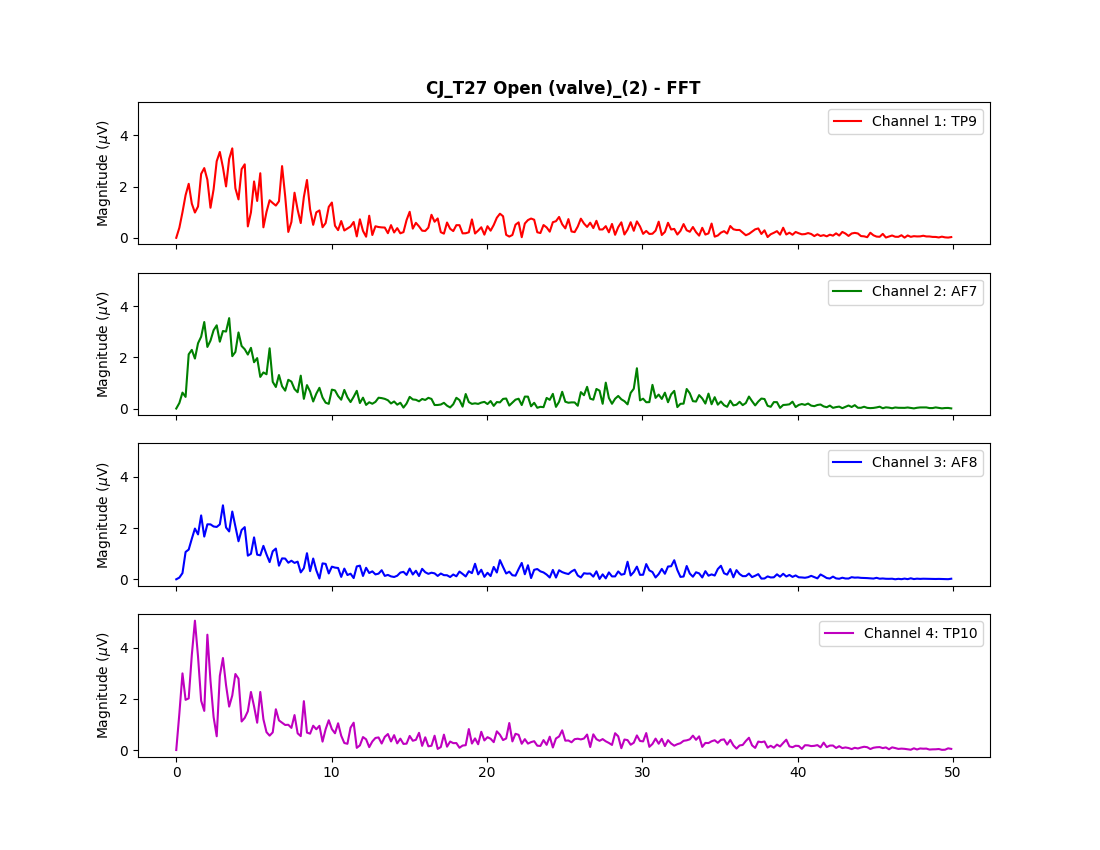 CJ_T27 Open (valve)_(2) - FFT
Channel 1: TP9
Magnitude (μV)
4
2
0
Channel 2: AF7
Magnitude (μV)
4
2
0
Channel 3: AF8
Magnitude (μV)
4
2
0
Channel 4: TP10
Magnitude (μV)
4
2
0
0 10 20 30 40 50